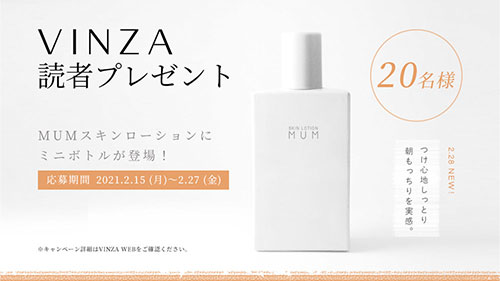 VINZA
読者プレゼント
20名様
MUMスキンローションに
ミニボトルが登場！
応募期間 2021.2.15 (月)〜2.27 (金)
SKIN LOTION
MUM
2.28 NEW!
つけ心地しっとり
朝もっちりを実感。
※キャンペーン詳細はVINZA WEBをご確認ください。